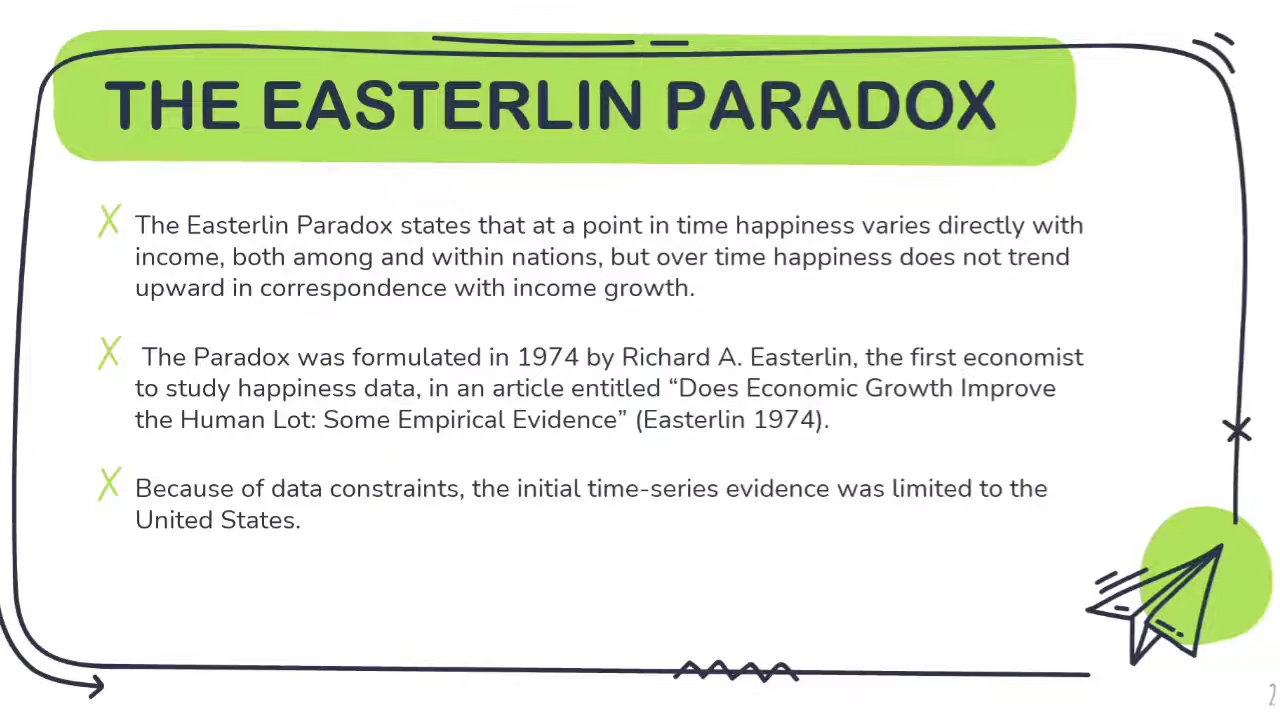 THE EASTERLIN PARADOX
The Easterlin Paradox states that at a point in time happiness varies directly with
income, both among and within nations, but over time happiness does not trend
upward in correspondence with income growth.
The Paradox was formulated in 1974 by Richard A. Easterlin, the first economist
to study happiness data, in an article entitled “Does Economic Growth Improve
the Human Lot: Some Empirical Evidence” (Easterlin 1974).
Because of data constraints, the initial time-series evidence was limited to the
United States.
2